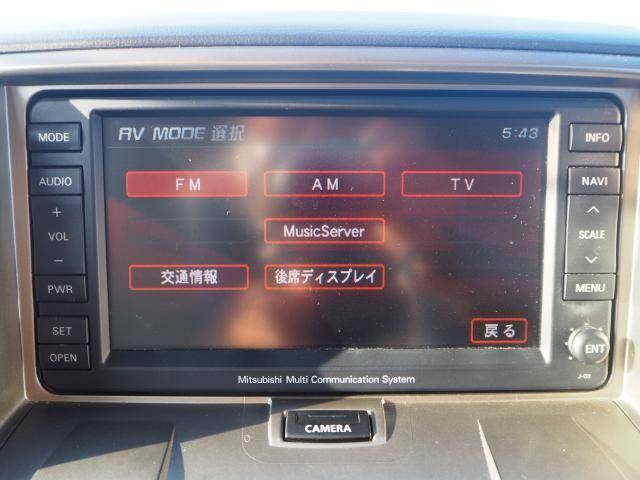 MODE
AUDIO
+
VOL
−
PWR
SET
OPEN
AV MODE 選択
5:43
FM
AM
TV
MusicServer
交通情報
後席ディスプレイ
戻る
INFO
NAVI
SCALE
MENU
ENT
J-03
Mitsubishi Multi Communication System
CAMERA